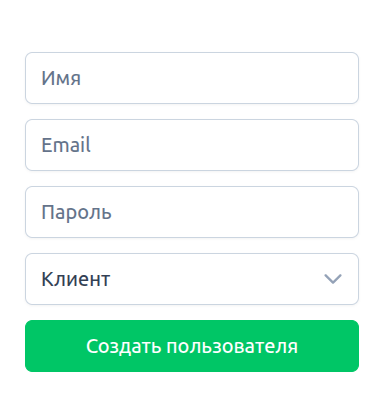 Имя
Email
Пароль
Клиент
Создать пользователя